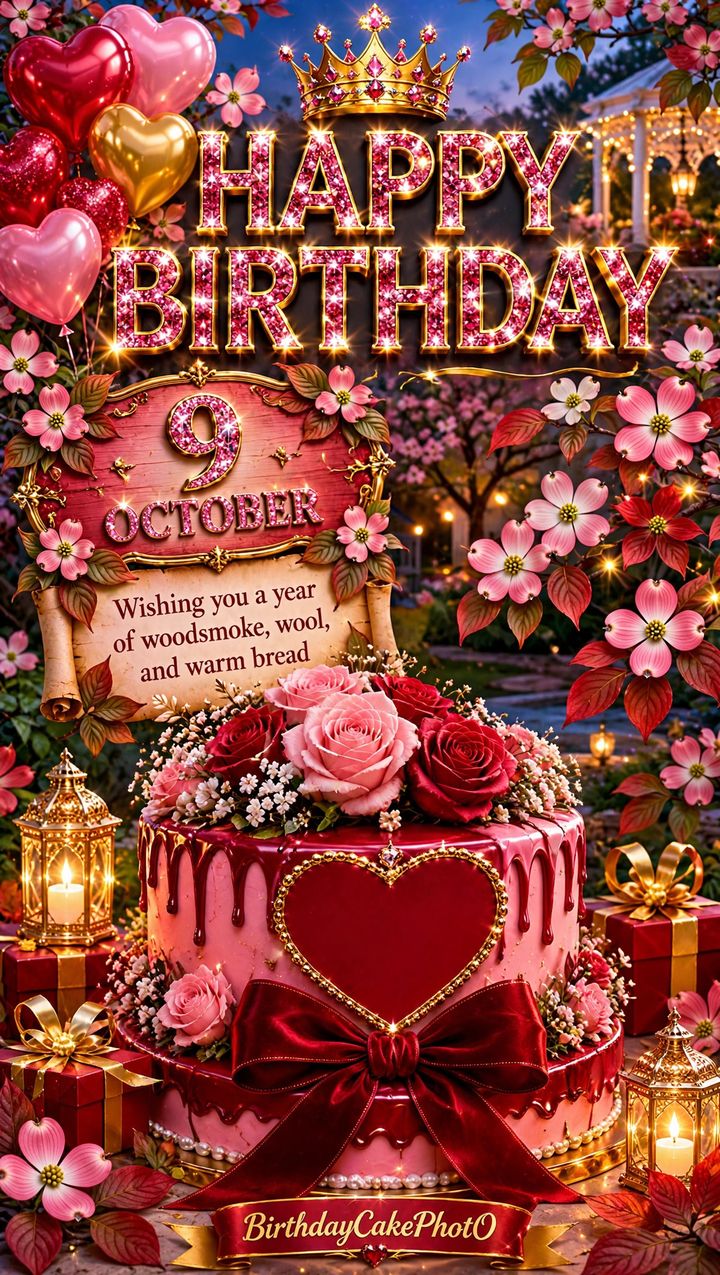 HAPPY
BIRTHDAY
9
OCTOBER
Wishing you a year
of woodsmoke, wool,
and warm bread
BirthdayCakePhotO